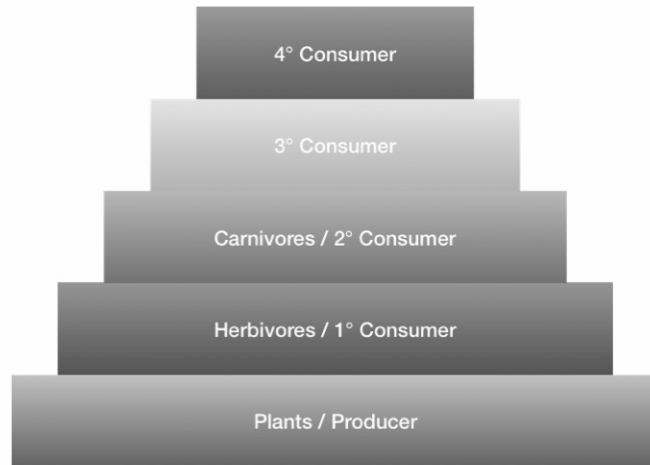 4° Consumer
3° Consumer
Carnivores / 2° Consumer
Herbivores / 1° Consumer
Plants / Producer